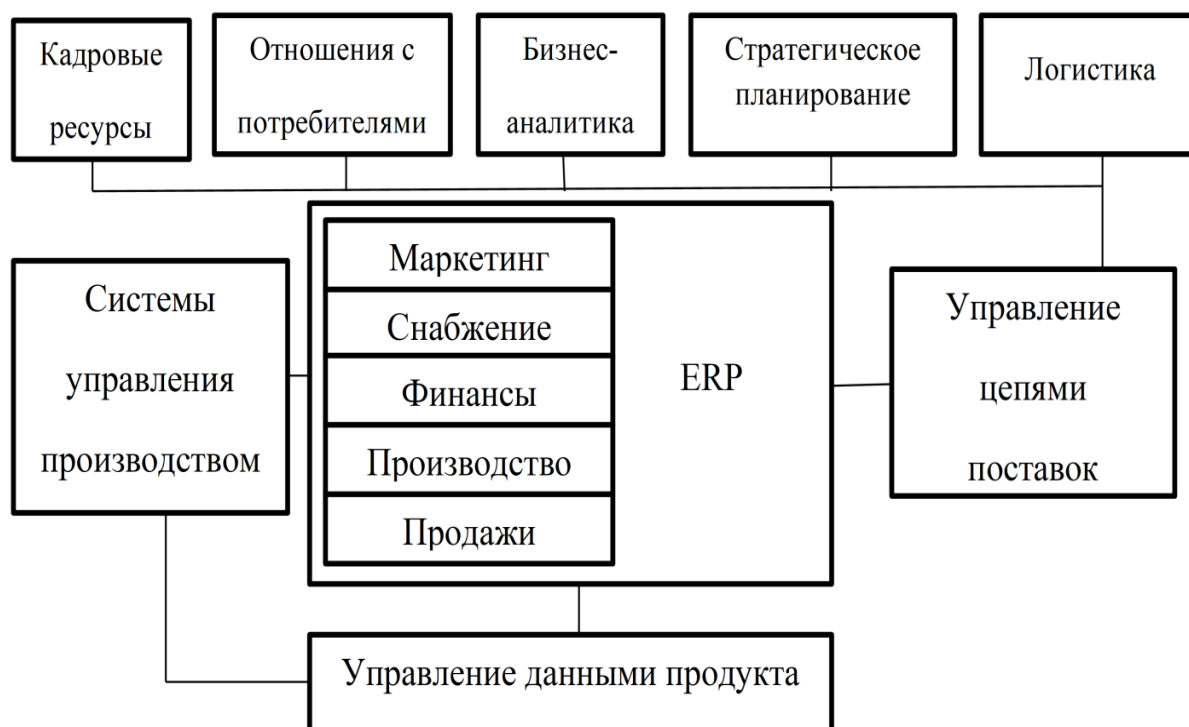 Кадровые
ресурсы
Отношения с
потребителями
Бизнес-
аналитика
Стратегическое
планирование
Логистика
Системы
управления
производством
Маркетинг
Снабжение
Финансы
Производство
Продажи
ERP
Управление
цепями
поставок
Управление данными продукта